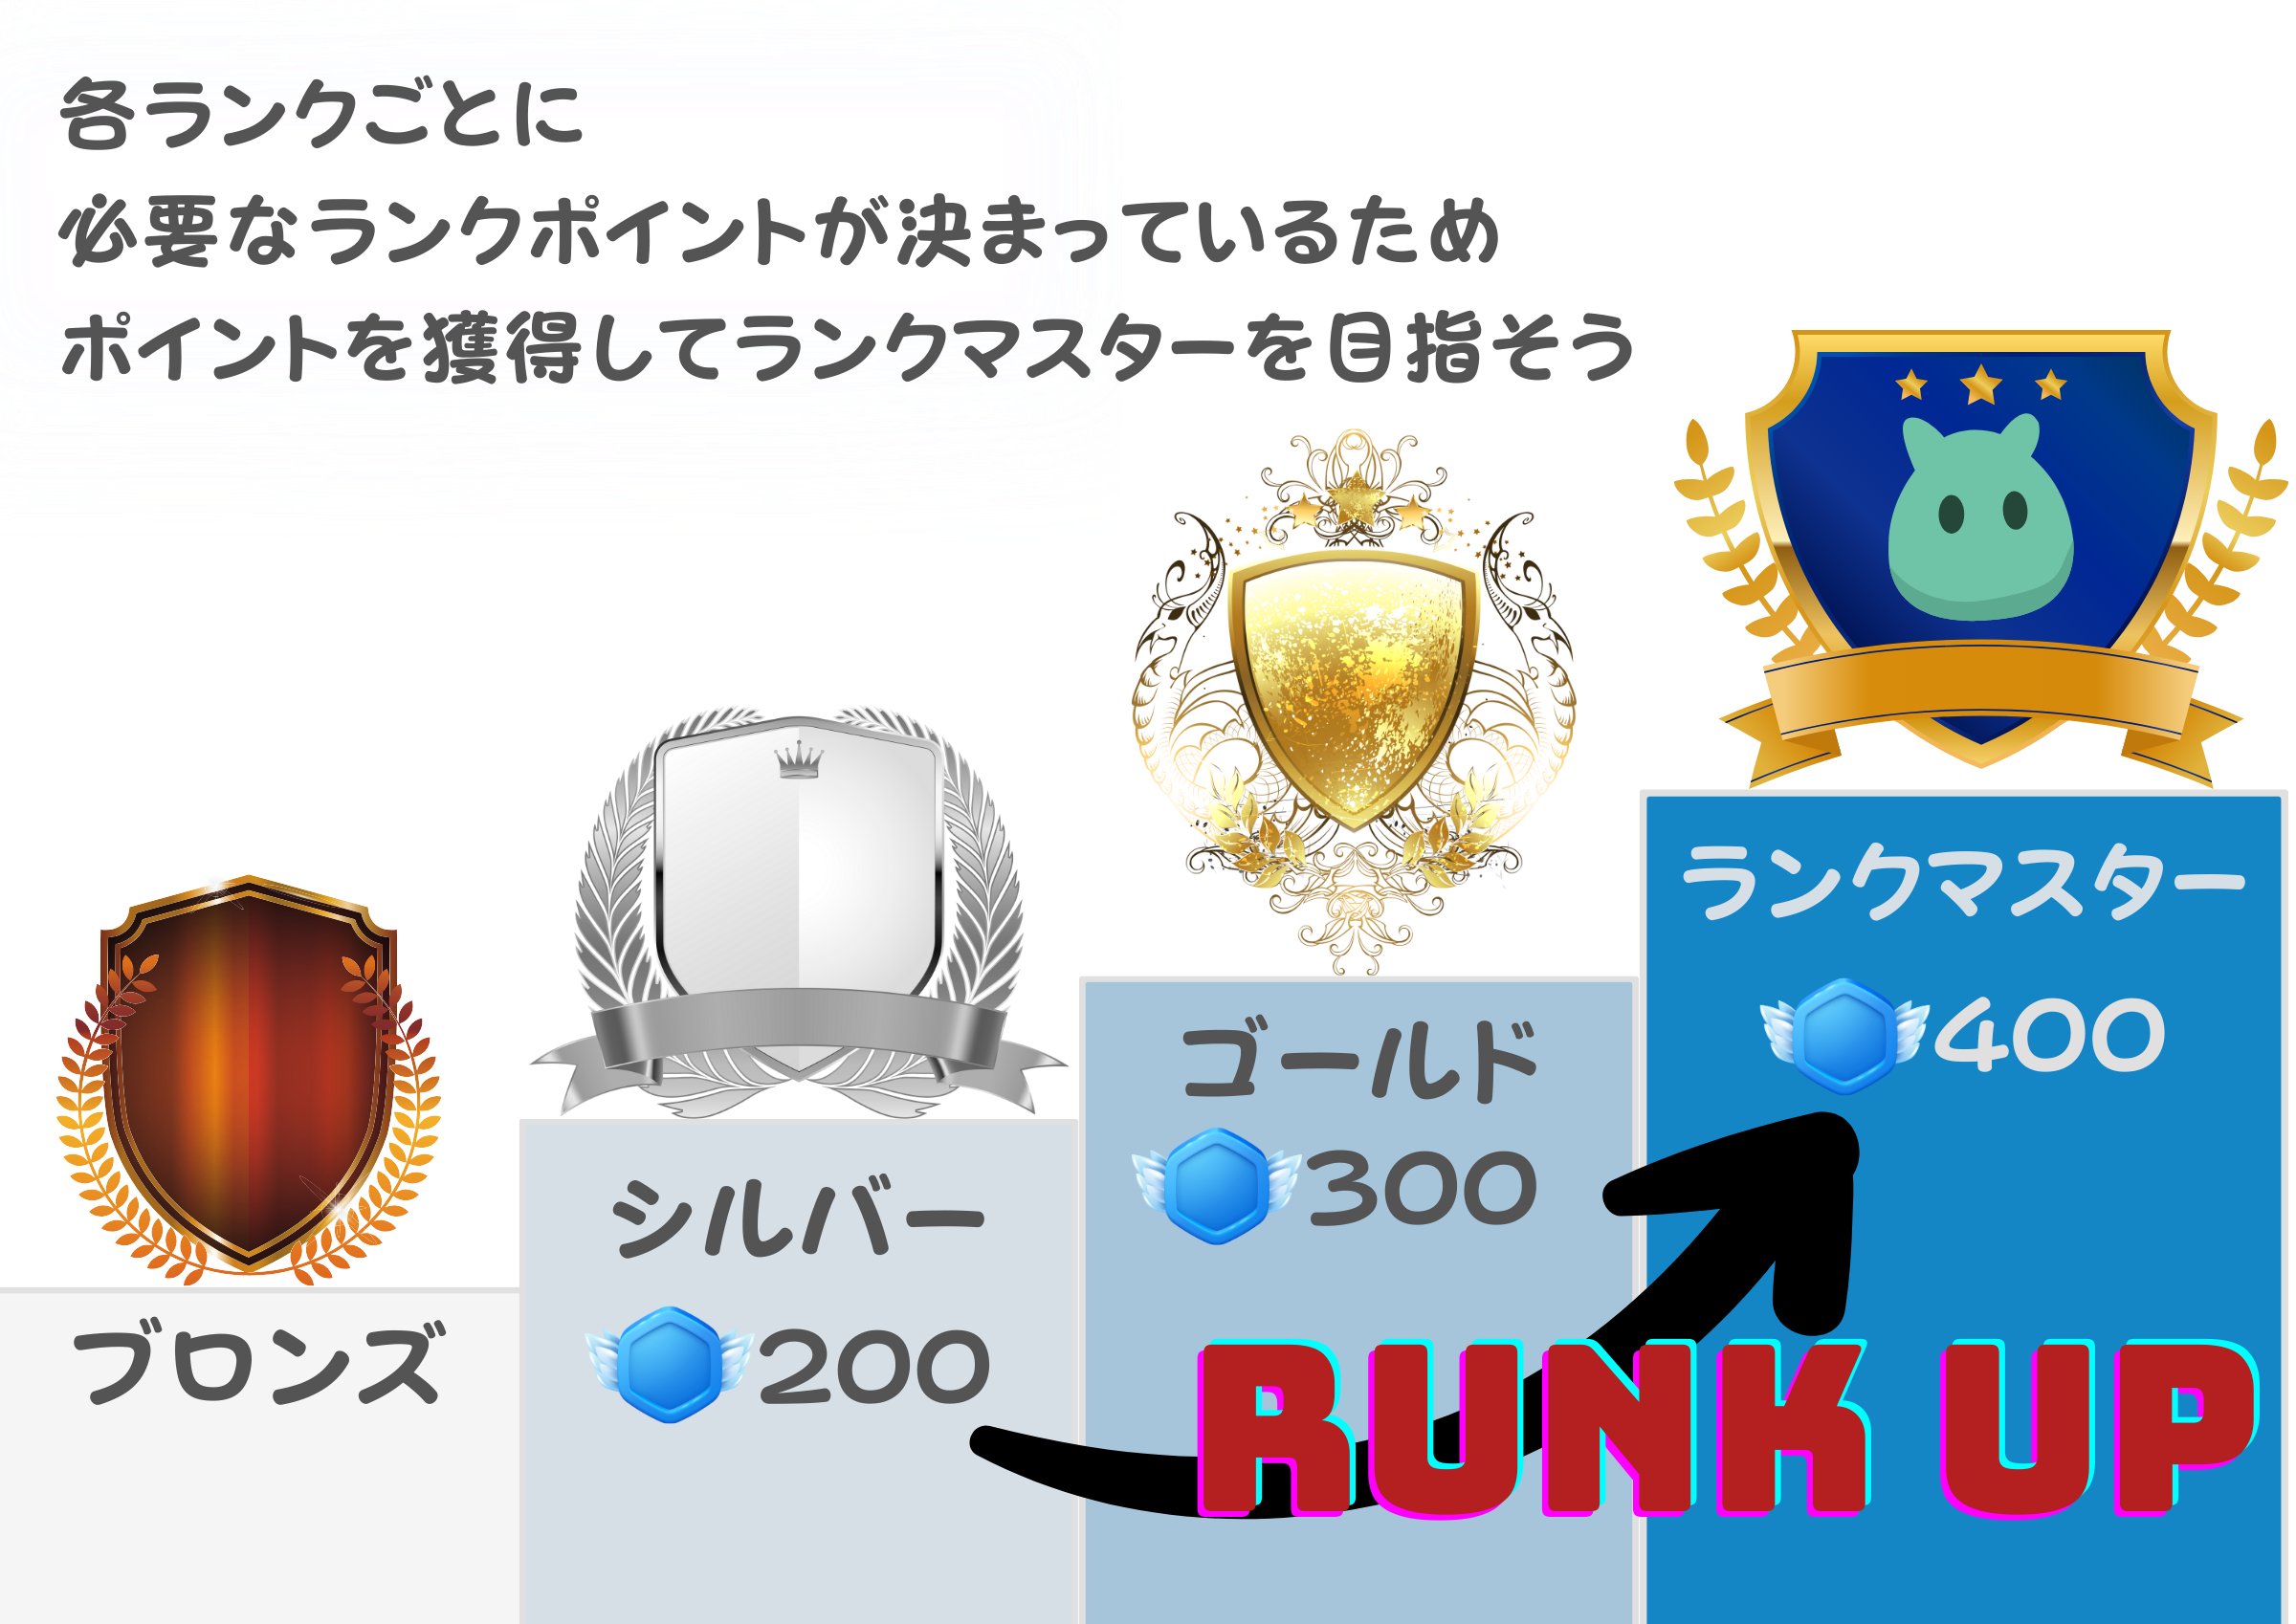 各ランクごとに
必要なランクポイントが決まっているため
ポイントを獲得してランクマスターを目指そう
ランクマスター
400
ゴールド
300
シルバー
200
ブロンズ
RUNK UP